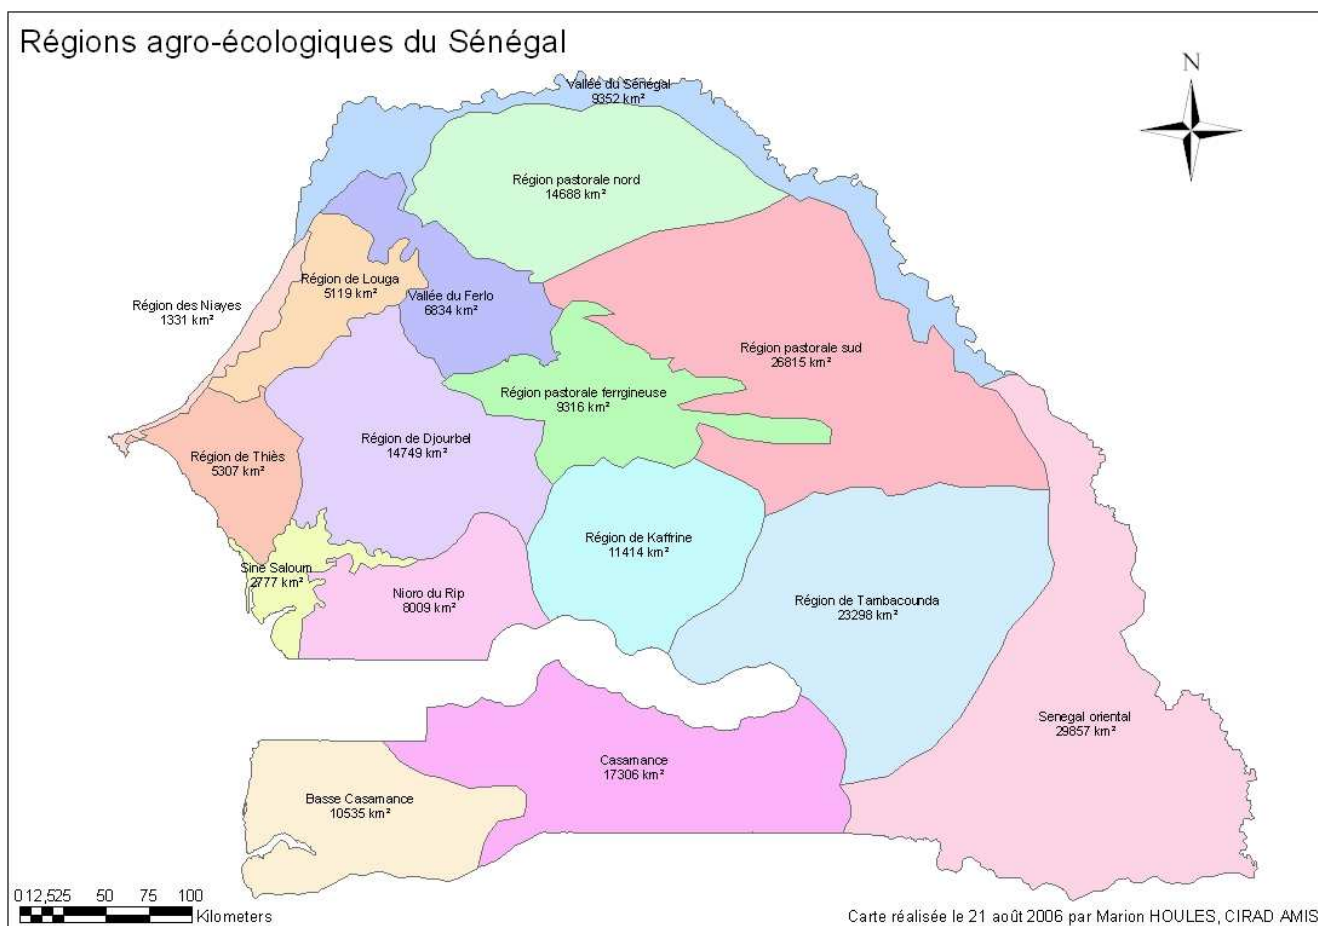 Régions agro-écologiques du Sénégal
N
Vallée du Sénégal
9352 km²
Région pastorale nord
14688 km²
Région de Louga
5119 km²
Région des Niayes
1331 km²
Vallée du Ferlo
6834 km²
Région pastorale sud
26815 km²
Région pastorale ferrgineuse
9316 km²
Région de Djourbel
14749 km²
Région de Thiès
5307 km²
Région de Kaffrine
11414 km²
Sine Saloum
2777 km²
Nioro du Rip
8009 km²
Région de Tambacounda
23298 km²
Senegal oriental
29857 km²
Casamance
17306 km²
Basse Casamance
10535 km²
0 12,525 50 75 100
Kilometers
Carte réalisée le 21 août 2006 par Marion HOULES, CIRAD AMIS